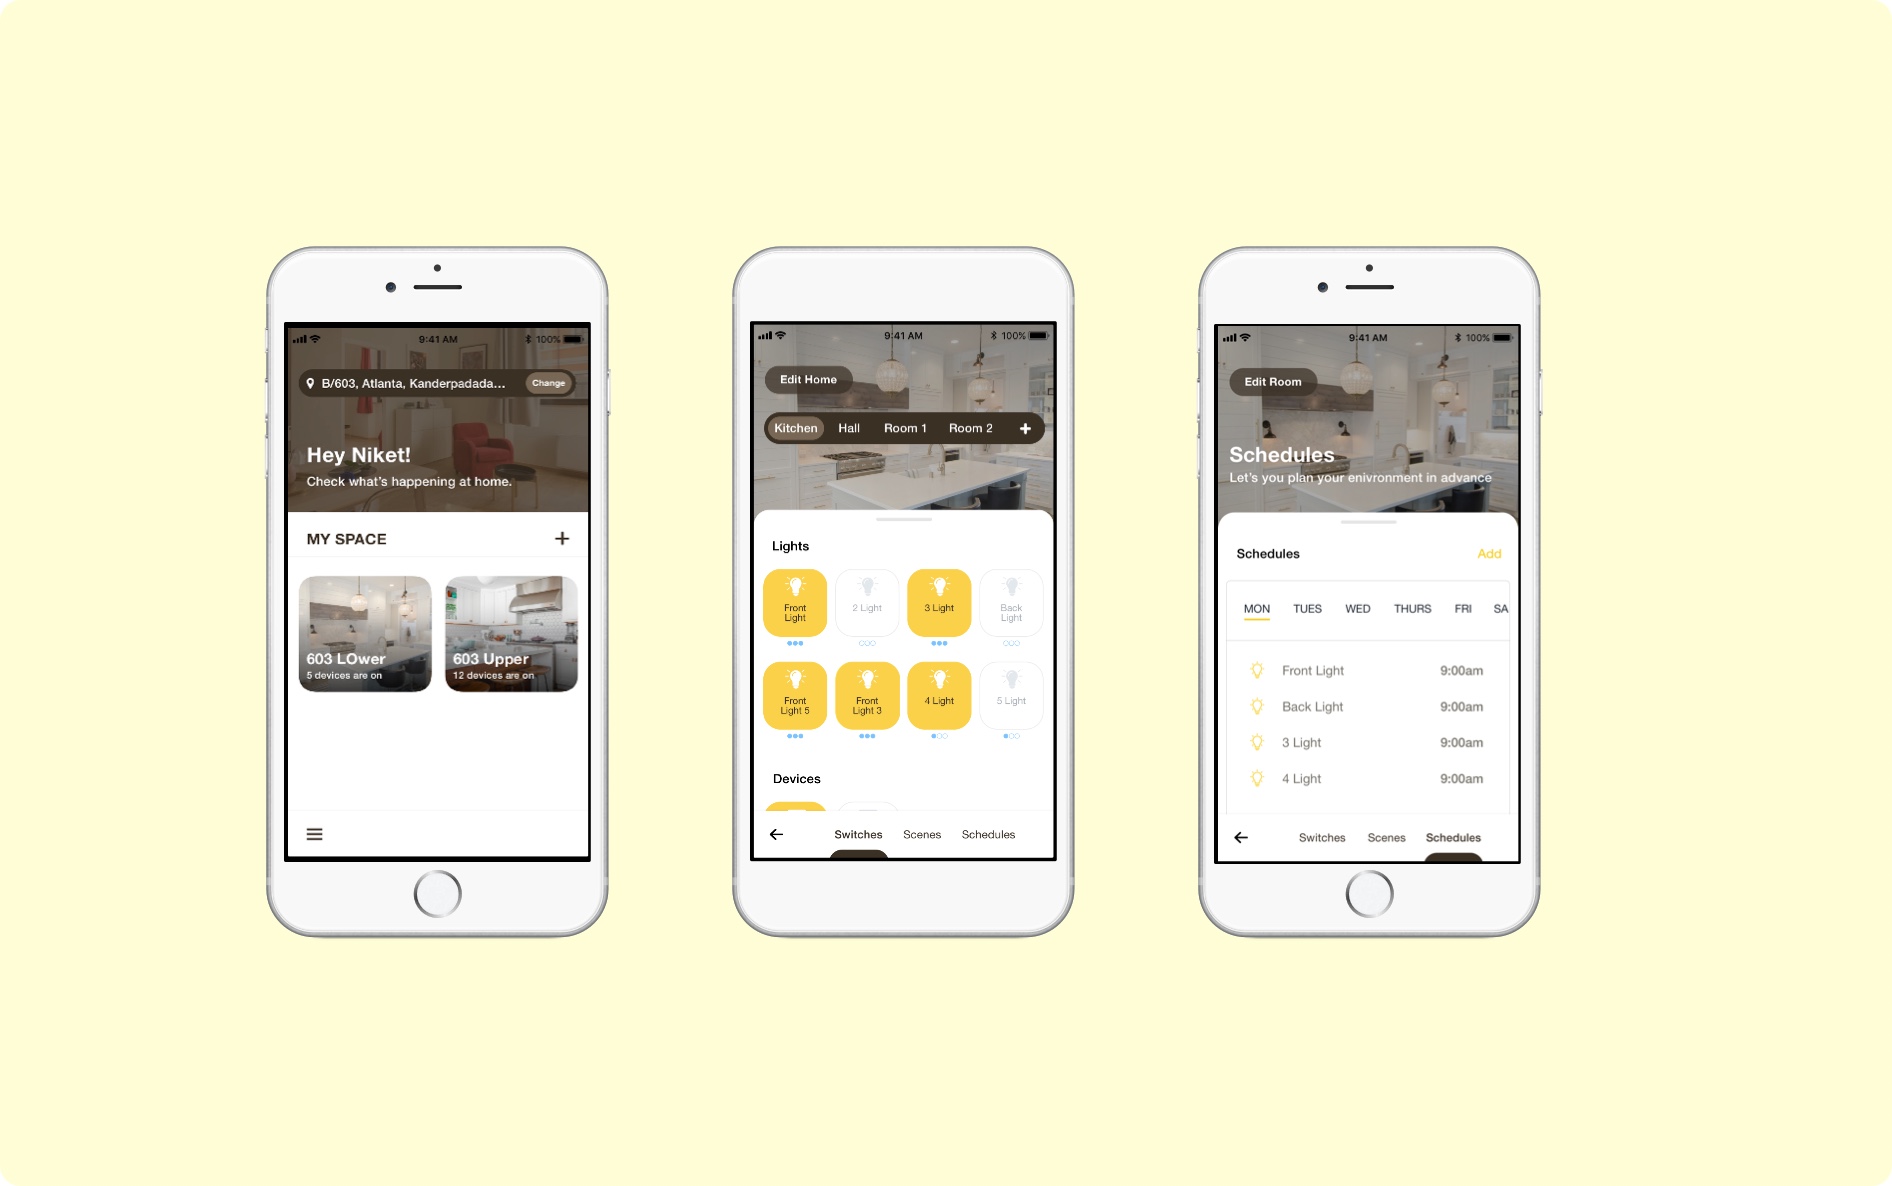 9:41 AM 100%
B/603, Atlanta, Kanderpadada... Change
Hey Niket!
Check what's happening at home.
MY SPACE +
603 LOwer
5 devices are on
603 Upper
12 devices are on
9:41 AM 100%
Edit Home
Kitchen Hall Room 1 Room 2 +
Lights
Front
Light
2 Light
3 Light
Back
Light
Front
Light 5
Front
Light 3
4 Light
5 Light
Devices
Switches Scenes Schedules
9:41 AM 100%
Edit Room
Schedules
Let's you plan your enivronment in advance
Schedules Add
MON TUES WED THURS FRI SA
Front Light 9:00am
Back Light 9:00am
3 Light 9:00am
4 Light 9:00am
Switches Scenes Schedules